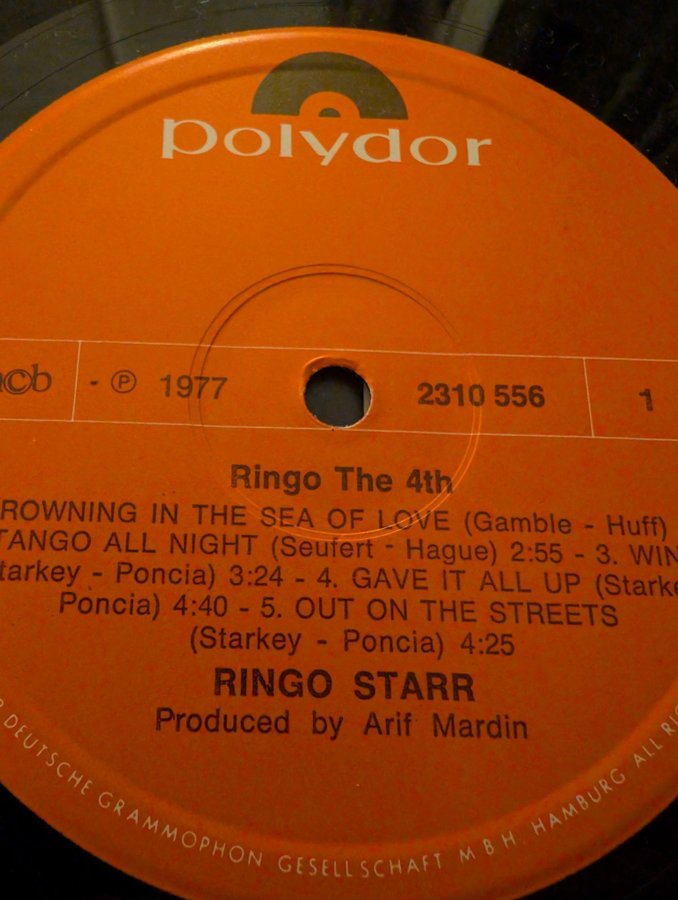 polydor
ncb - ℗ 1977 2310 556 1
Ringo The 4th
ROWNING IN THE SEA OF LOVE (Gamble - Huff)
TANGO ALL NIGHT (Seufert - Hague) 2:55 - 3. WIN
tarkey - Poncia) 3:24 - 4. GAVE IT ALL UP (Starke
Poncia) 4:40 - 5. OUT ON THE STREETS
(Starkey - Poncia) 4:25
RINGO STARR
Produced by Arif Mardin
DEUTSCHE GRAMMOPHON GESELLSCHAFT M B H. HAMBURG ALL RIG